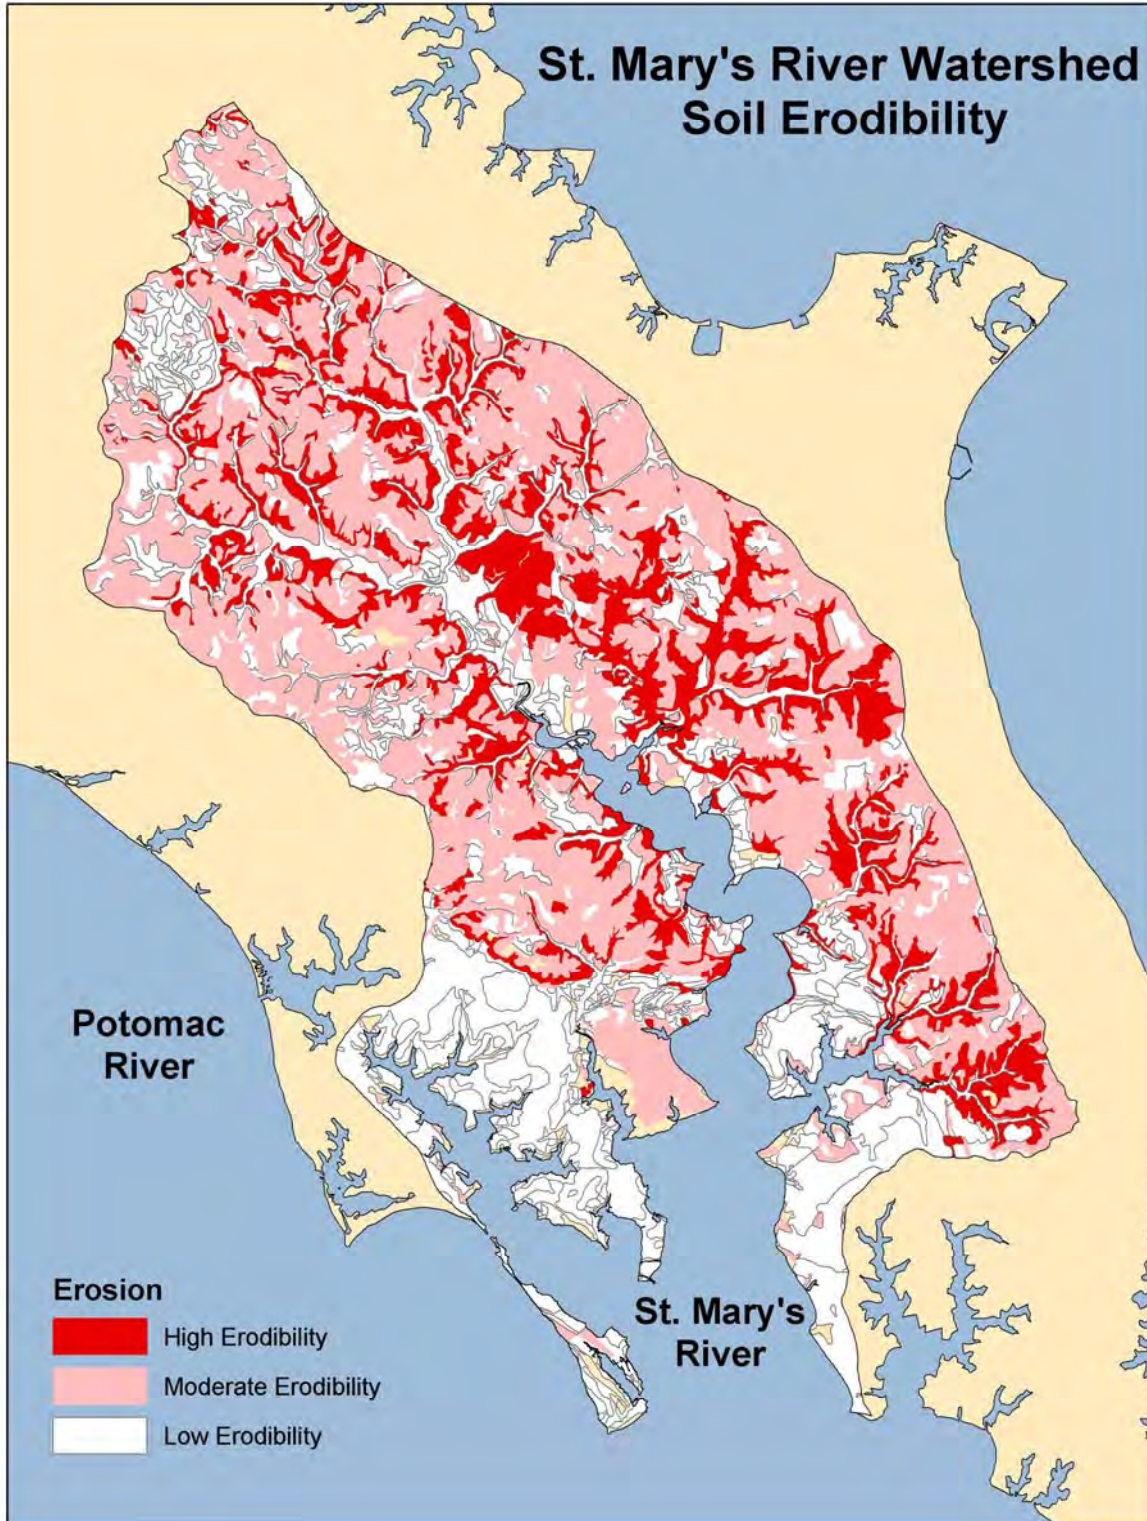 St. Mary's River Watershed
Soil Erodibility
Potomac
River
St. Mary's
River
Erosion
High Erodibility
Moderate Erodibility
Low Erodibility